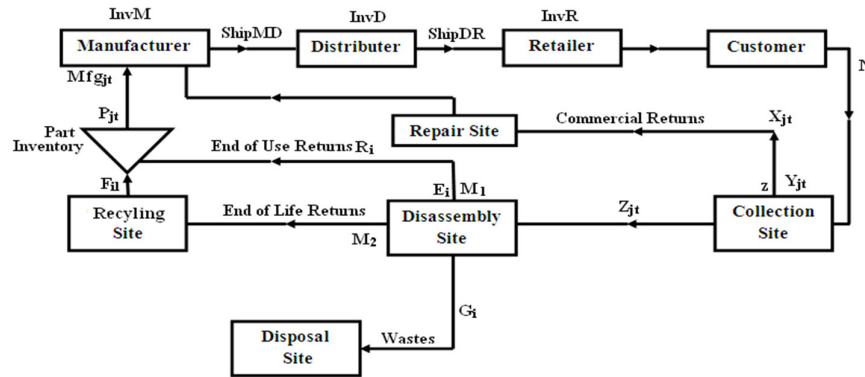 InvM
InvD
InvR
Manufacturer
ShipMD
Distributer
ShipDR
Retailer
Customer
N
Mfgjt
Pjt
Part
Inventory
Repair Site
Commercial Returns
Xjt
End of Use Returns Ri
Fil
Ei
M1
z
Yjt
Recyling
Site
End of Life Returns
M2
Disassembly
Site
Zjt
Collection
Site
Gi
Disposal
Site
Wastes